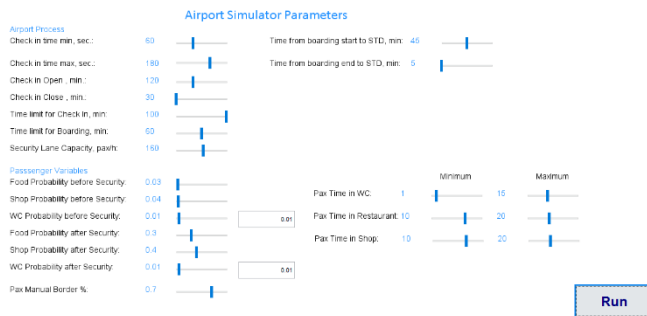 Airport Simulator Parameters
Airport Process
Check in time min, sec.: 60 Time from boarding start to STD, min: 45
Check in time max, sec.: 180 Time from boarding end to STD, min: 5
Check in Open , min.: 120
Check in Close , min.: 30
Time limit for Check in, min: 100
Time limit for Boarding, min: 60
Security Lane Capacity, pax/h: 160
Passsenger Variables
Food Probability before Security: 0.03 Minimum Maximum
Shop Probability before Security: 0.04 Pax Time in WC: 1 15
WC Probability before Security: 0.01 0.01 Pax Time in Restaurant: 10 20
Food Probability after Security: 0.3
Shop Probability after Security: 0.4 Pax Time in Shop: 10 20
WC Probability after Security: 0.01 0.01
Pax Manual Border %: 0.7
Run